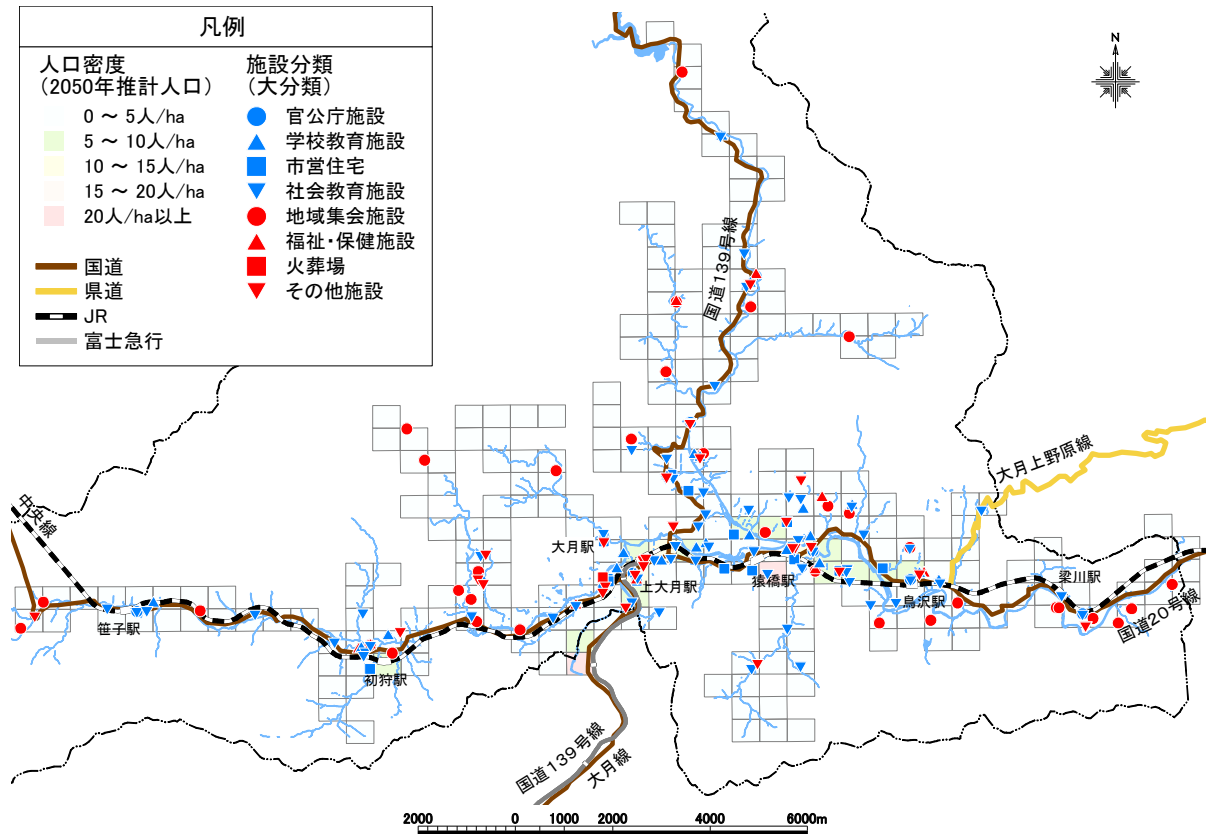 凡例
人口密度
（2050年推計人口）
0 ～ 5人/ha
5 ～ 10人/ha
10 ～ 15人/ha
15 ～ 20人/ha
20人/ha以上
国道
県道
JR
富士急行
施設分類
（大分類）
官公庁施設
学校教育施設
市営住宅
社会教育施設
地域集会施設
福祉・保健施設
火葬場
その他施設
N
国道139号線
大月上野原線
中央線
大月駅
上大月駅
猿橋駅
鳥沢駅
梁川駅
国道20号線
笹子駅
初狩駅
国道139号線
大月線
2000 0 1000 2000 4000 6000m